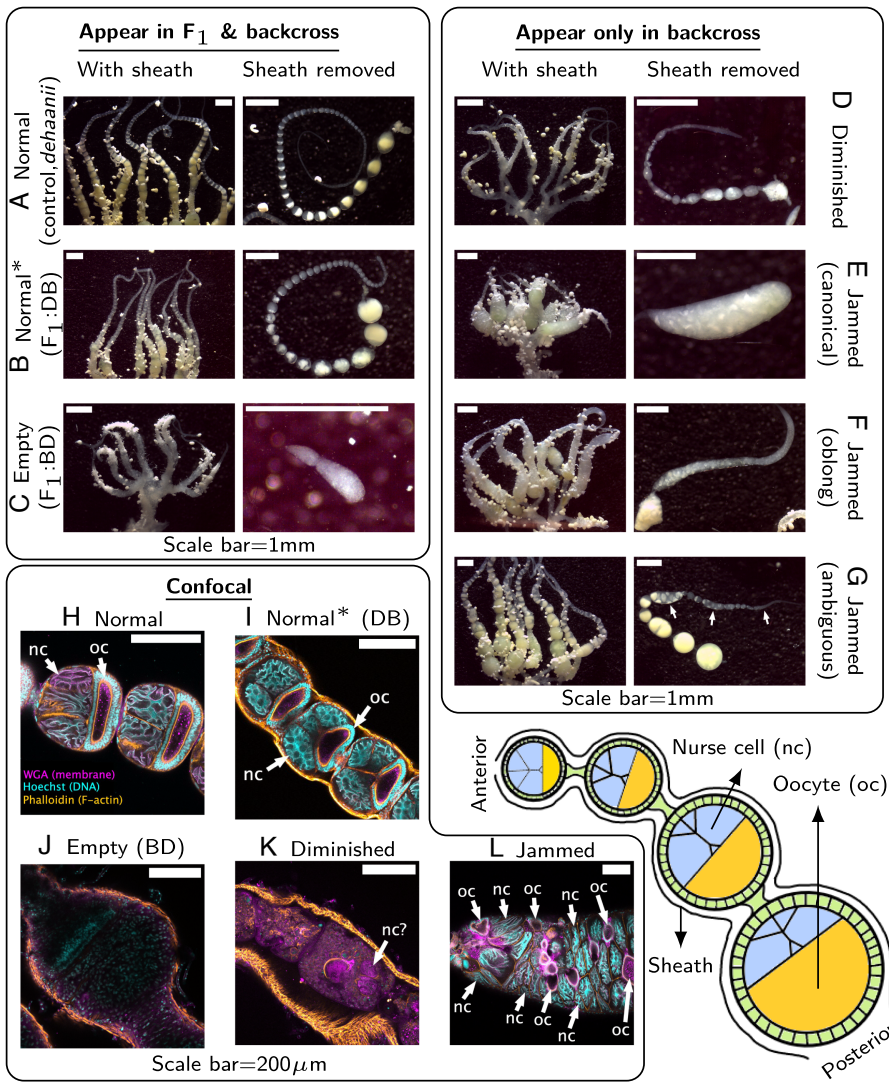 Appear in F1 & backcross
With sheath
Sheath removed
A Normal
(control,dehaanii)
B Normal*
(F1:DB)
C Empty
(F1:BD)
Scale bar=1mm
Appear only in backcross
With sheath
Sheath removed
D Diminished
E Jammed
(canonical)
F Jammed
(oblong)
G Jammed
(ambiguous)
Scale bar=1mm
Confocal
H Normal
nc
oc
WGA (membrane)
Hoechst (DNA)
Phalloidin (F-actin)
I Normal* (DB)
oc
nc
J Empty (BD)
K Diminished
nc?
L Jammed
oc
nc
oc
nc
oc
nc
nc
oc
nc
oc
Scale bar=200μm
Anterior
Nurse cell (nc)
Oocyte (oc)
Sheath
Posterior